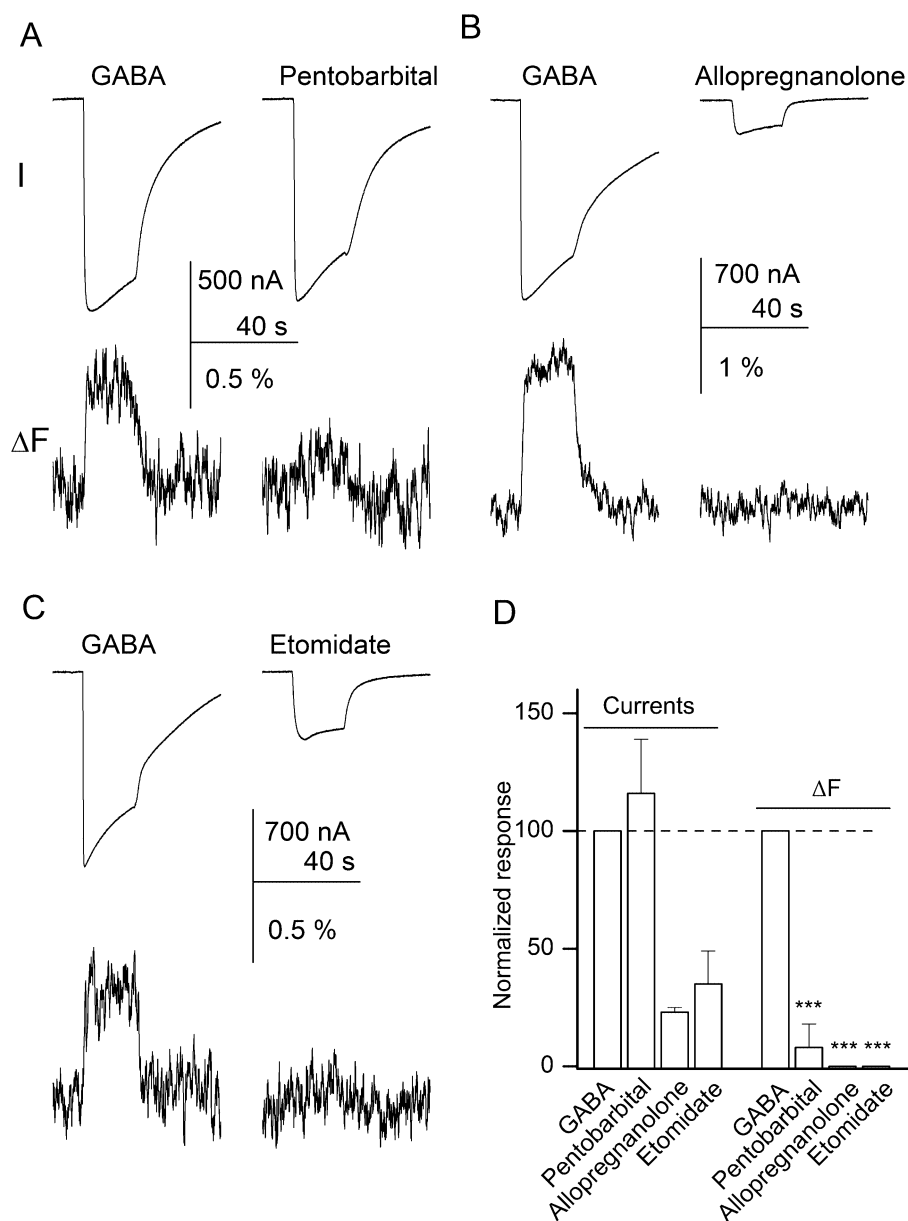 A
GABA
Pentobarbital
I
500 nA
40 s
0.5 %
ΔF
B
GABA
Allopregnanolone
700 nA
40 s
1 %
C
GABA
Etomidate
700 nA
40 s
0.5 %
D
Normalized response
150
100
50
0
Currents
ΔF
***
*** ***
GABA
Pentobarbital
Allopregnanolone
Etomidate
GABA
Pentobarbital
Allopregnanolone
Etomidate